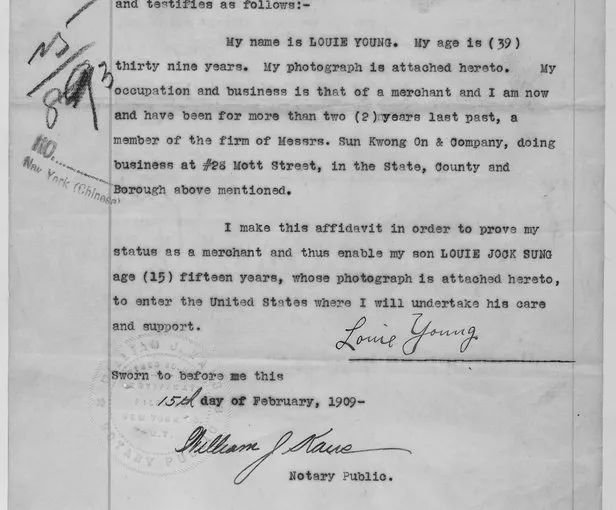 and testifies as follows:-
My name is LOUIE YOUNG. My age is (39)
thirty nine years. My photograph is attached hereto. My
occupation and business is that of a merchant and I am now
and have been for more than two (2) years last past, a
member of the firm of Messrs. Sun Kwong On & Company, doing
business at #28 Mott Street, in the State, County and
Borough above mentioned.
I make this affidavit in order to prove my
status as a merchant and thus enable my son LOUIE JOCK SUNG
age (15) fifteen years, whose photograph is attached hereto,
to enter the United States where I will undertake his care
and support.
Louie Young
Sworn to before me this
15th day of February, 1909-
William J
Notary Public.
NO.
New York (Chinese)
NOTARY